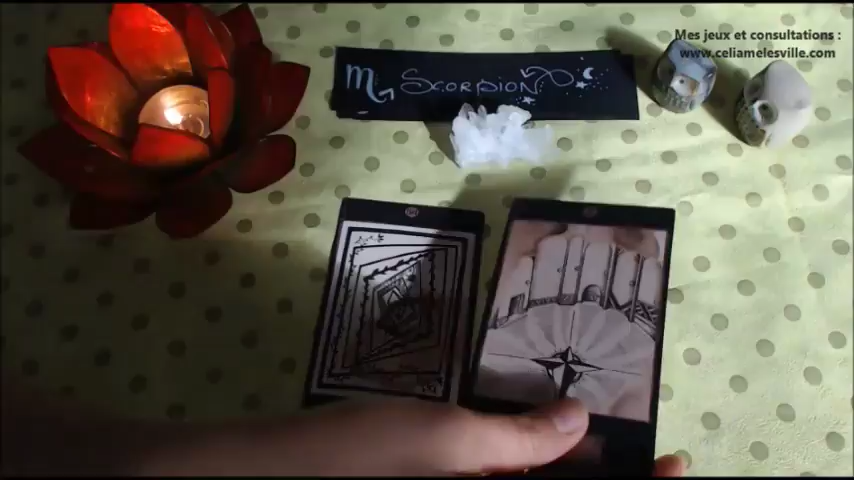 Mes jeux et consultations :
www.celiamelesville.com
♏ Scorpion